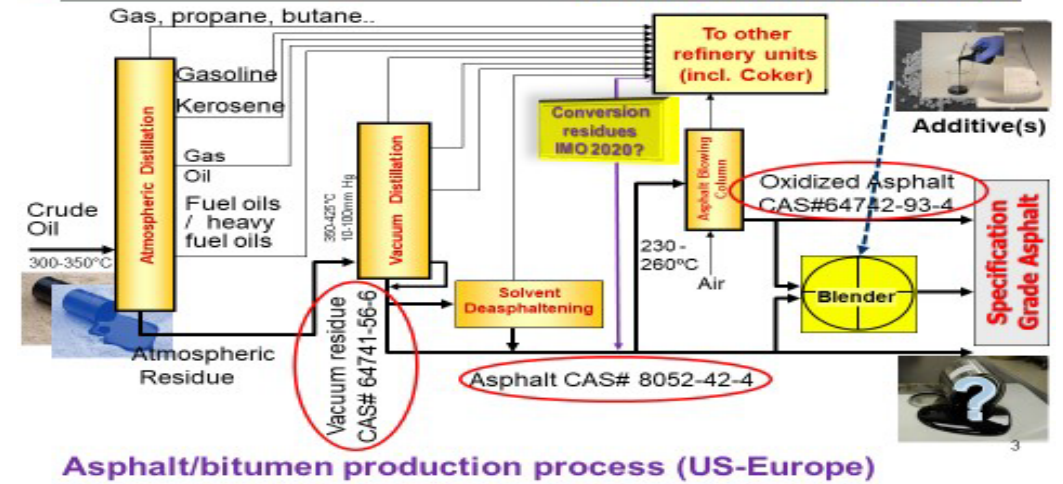 Gas, propane, butane..
To other
refinery units
(incl. Coker)
Gasoline
Kerosene
Conversion
residues
IMO 2020?
Additive(s)
Atmospheric Distillation
Gas
Oil
Vacuum Distillation
350-425°C
10-100mm Hg
Asphalt Blowing
Column
Oxidized Asphalt
CAS#64742-93-4
Crude
Oil
Fuel oils
/ heavy
fuel oils
300-350°C
230-
260ºC
Air
Specification
Grade Asphalt
Solvent
Deasphaltening
Blender
Atmospheric
Residue
Vacuum residue
CAS# 64741-56-6
Asphalt CAS# 8052-42-4
?
3
Asphalt/bitumen production process (US-Europe)